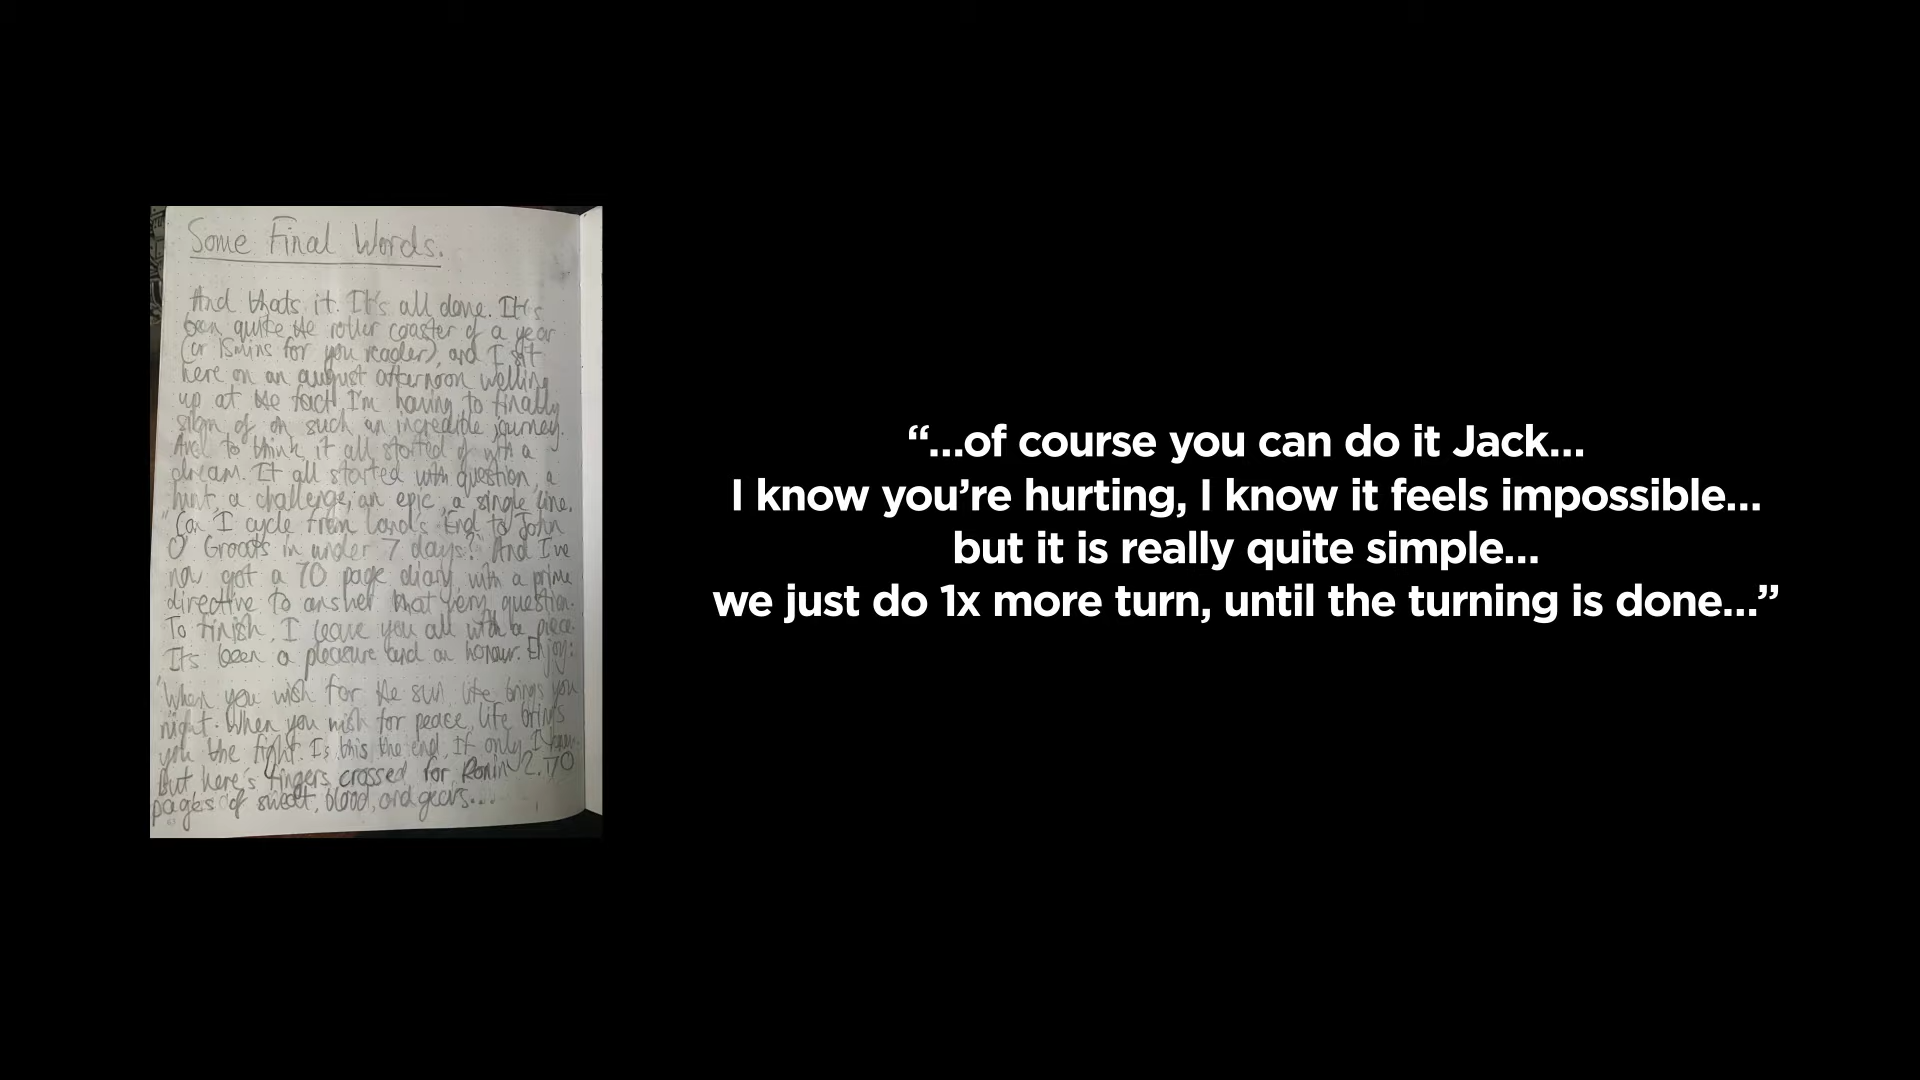 Some Final Words.
And thats it. It's all done. It's
been quite the roller coaster of a year
(or 15mins for you reader), and I sit
here on an august afternoon welling
up at the fact I'm having to finally
sign of on such an incredible journey.
And to think, it all started of with a
dream. It all started with question, a
hint, a challenge, an epic, a single line.
"Can I cycle from Land's End to John
O' Groats in under 7 days?" And I've
now got a 70 page diary with a prime
directive to answer that very question.
To finish, I leave you all with a piece.
It's been a pleasure and an honour. Enjoy:
'When you wish for the sun life brings you
night. When you wish for peace, life brings
you the fight. Is this the end, If only I knew.
But here's fingers crossed for Ronin V2. 70
pages of sweat, blood, and gears....
“...of course you can do it Jack...
I know you’re hurting, I know it feels impossible...
but it is really quite simple...
we just do 1x more turn, until the turning is done...”